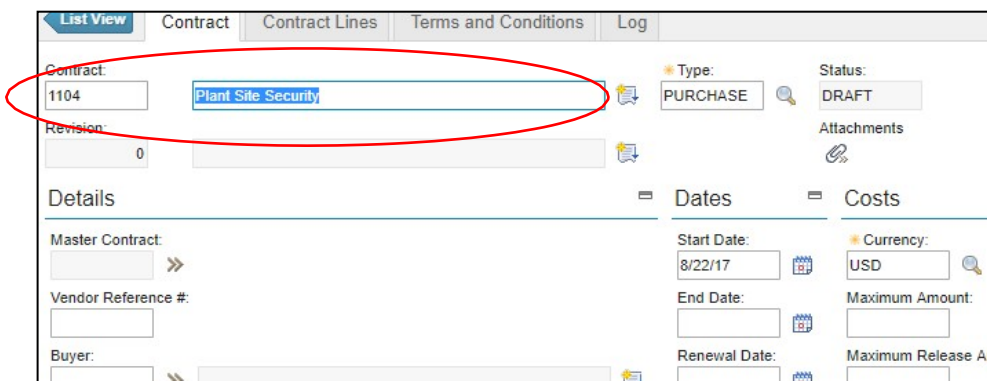 List View Contract Contract Lines Terms and Conditions Log
Contract: Type: Status:
1104 Plant Site Security PURCHASE DRAFT
Revision: Attachments
0
Details Dates Costs
Master Contract: Start Date: Currency:
8/22/17 USD
Vendor Reference #: End Date: Maximum Amount:
Buyer: Renewal Date: Maximum Release A